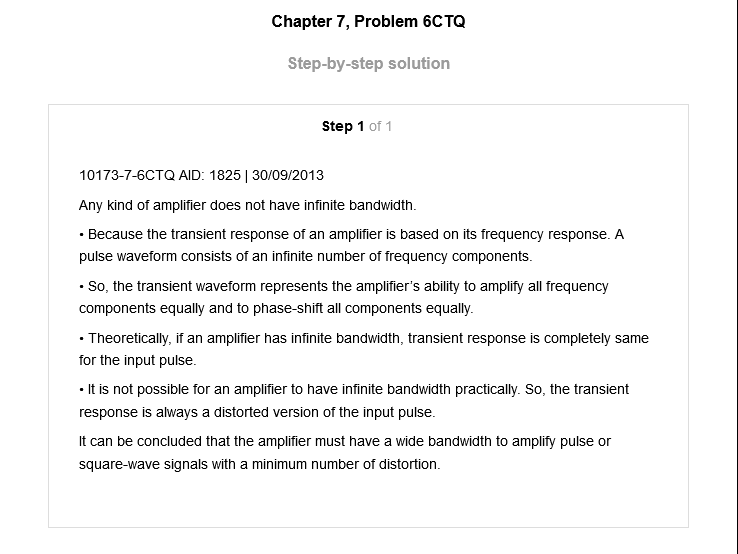 Chapter 7, Problem 6CTQ
Step-by-step solution
Step 1 of 1
10173-7-6CTQ AID: 1825 | 30/09/2013
Any kind of amplifier does not have infinite bandwidth.
• Because the transient response of an amplifier is based on its frequency response. A
pulse waveform consists of an infinite number of frequency components.
• So, the transient waveform represents the amplifier’s ability to amplify all frequency
components equally and to phase-shift all components equally.
• Theoretically, if an amplifier has infinite bandwidth, transient response is completely same
for the input pulse.
• It is not possible for an amplifier to have infinite bandwidth practically. So, the transient
response is always a distorted version of the input pulse.
It can be concluded that the amplifier must have a wide bandwidth to amplify pulse or
square-wave signals with a minimum number of distortion.